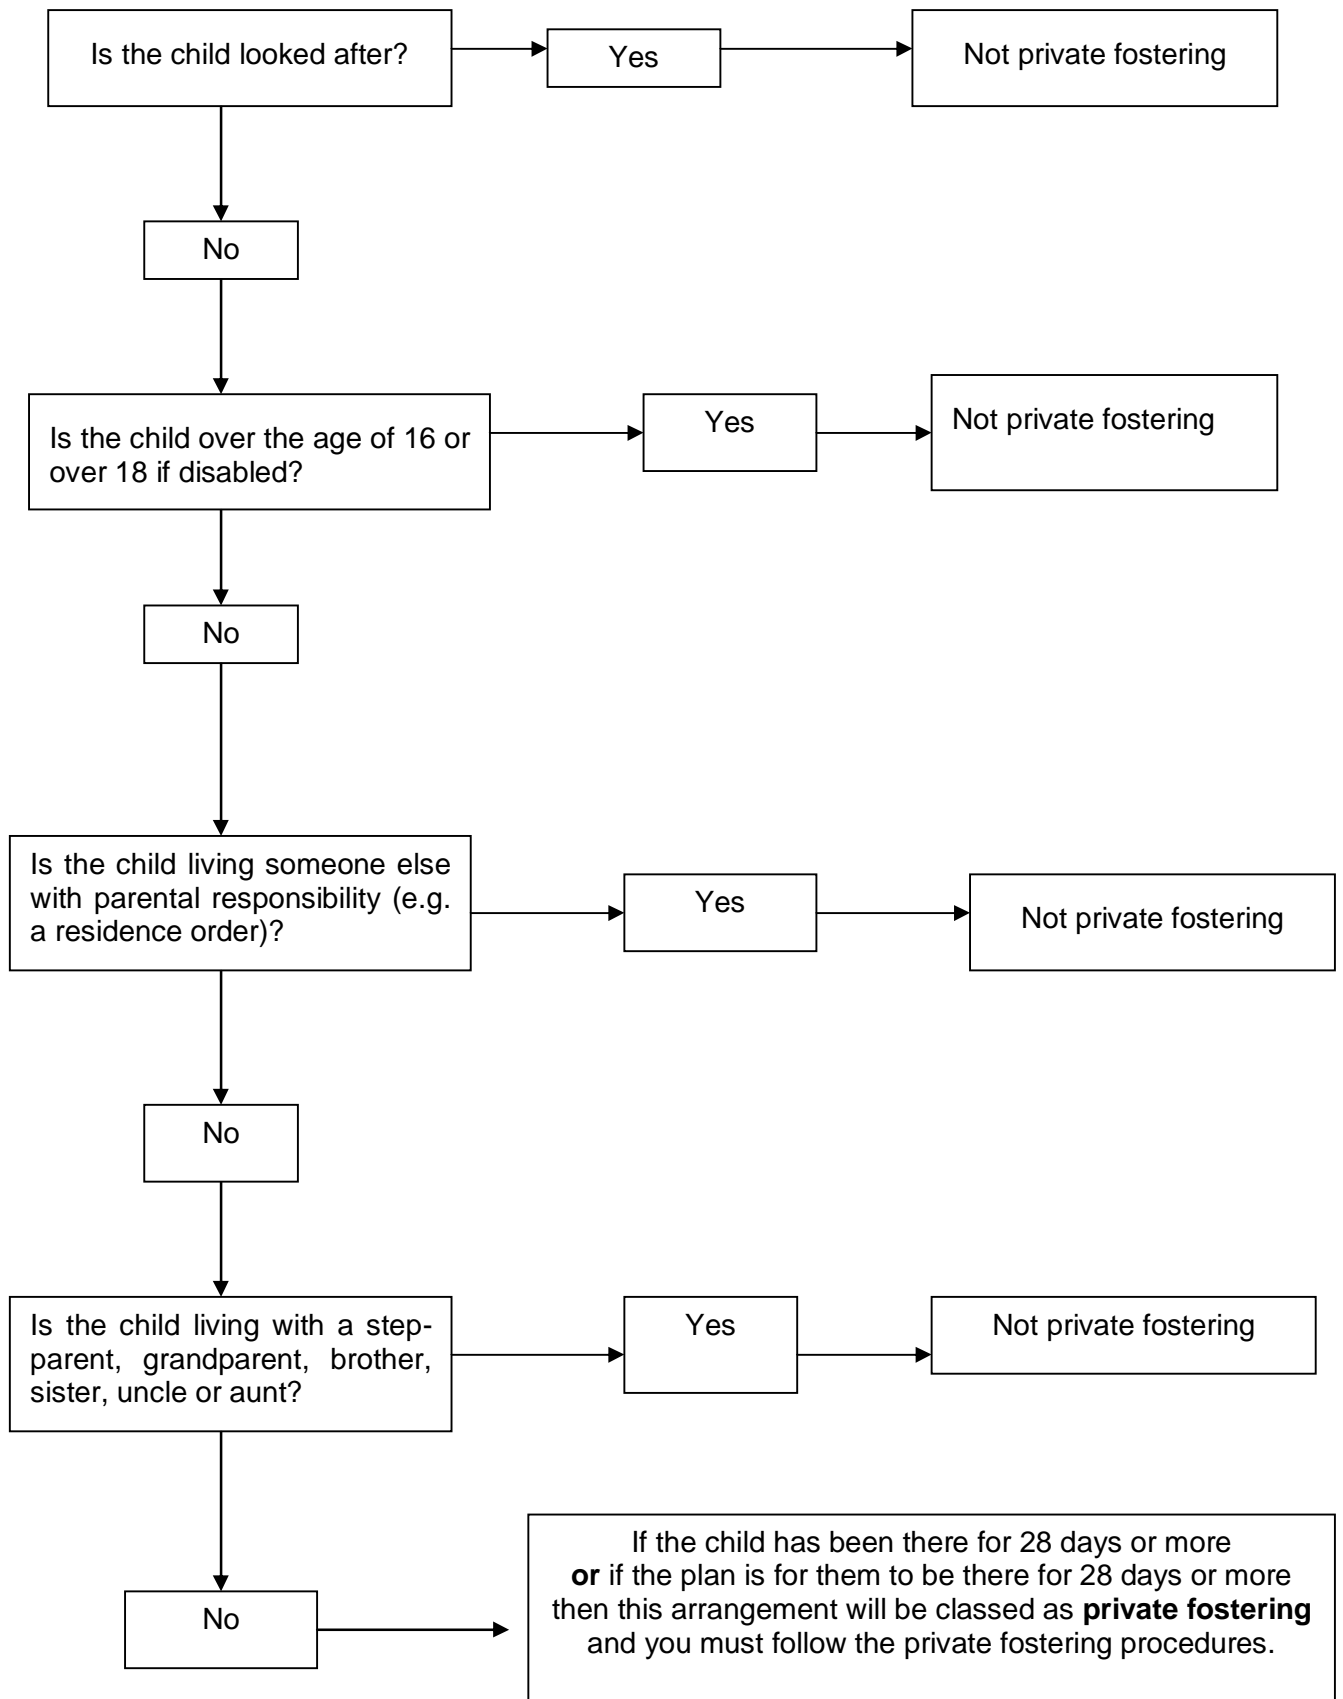 Is the child looked after?
Yes
Not private fostering
No
Is the child over the age of 16 or
over 18 if disabled?
Yes
Not private fostering
No
Is the child living someone else
with parental responsibility (e.g.
a residence order)?
Yes
Not private fostering
No
Is the child living with a step-
parent, grandparent, brother,
sister, uncle or aunt?
Yes
Not private fostering
No
If the child has been there for 28 days or more
or if the plan is for them to be there for 28 days or more
then this arrangement will be classed as private fostering
and you must follow the private fostering procedures.